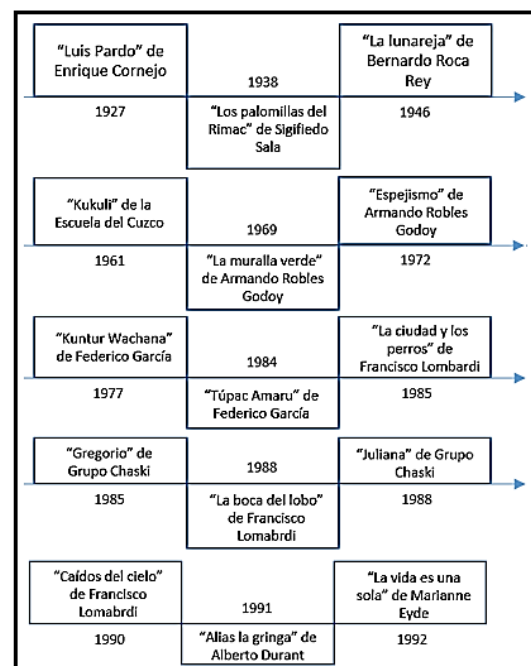 “Luis Pardo” de
Enrique Cornejo
1927
1938
“Los palomillas del
Rimac” de Sigifiedo
Sala
“La lunareja” de
Bernardo Roca
Rey
1946
“Kukuli” de la
Escuela del Cuzco
1961
1969
“La muralla verde”
de Armando Robles
Godoy
“Espejismo” de
Armando Robles
Godoy
1972
“Kuntur Wachana”
de Federico García
1977
1984
“Túpac Amaru” de
Federico García
“La ciudad y los
perros” de
Francisco Lombardi
1985
“Gregorio” de
Grupo Chaski
1985
1988
“La boca del lobo”
de Francisco
Lomabrdi
“Juliana” de Grupo
Chaski
1988
“Caídos del cielo”
de Francisco
Lomabrdi
1990
1991
“Alias la gringa” de
Alberto Durant
“La vida es una
sola” de Marianne
Eyde
1992